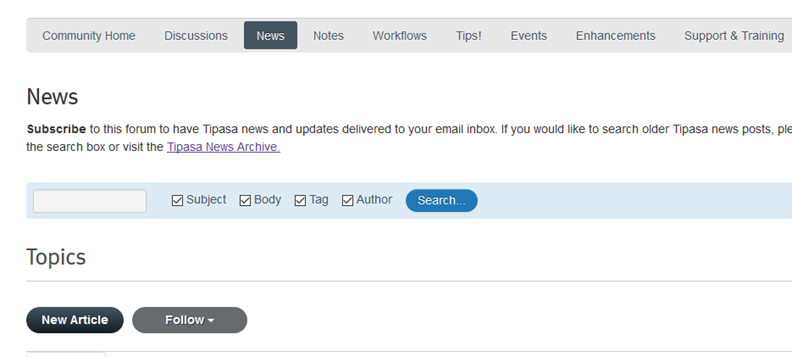 Community Home Discussions News Notes Workflows Tips! Events Enhancements Support & Training
News
Subscribe to this forum to have Tipasa news and updates delivered to your email inbox. If you would like to search older Tipasa news posts,
the search box or visit the Tipasa News Archive.
Subject Body Tag Author Search...
Topics
New Article Follow